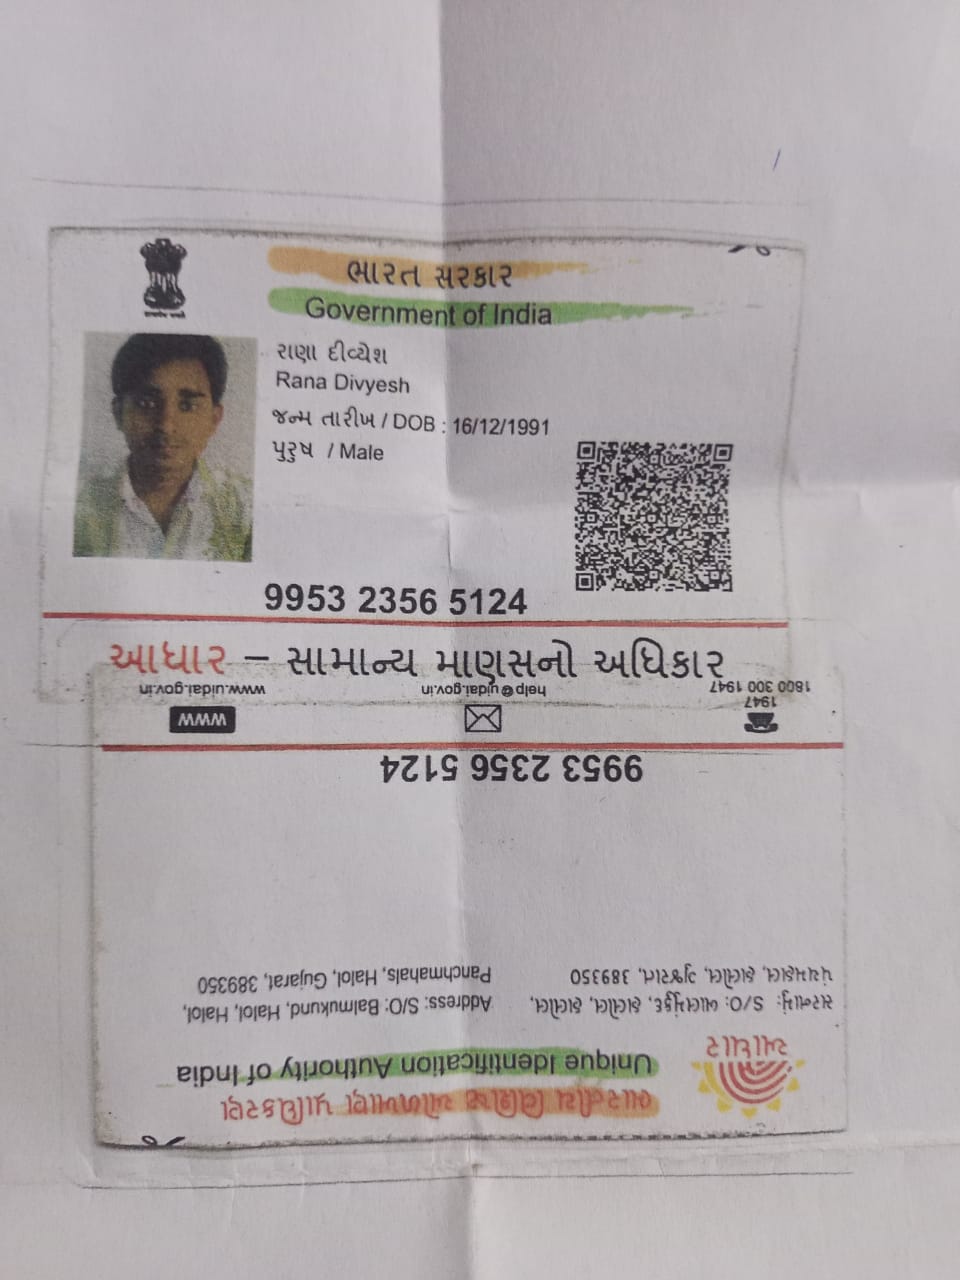 ભારત સરકાર
Government of India
રાણા દીવ્યેશ
Rana Divyesh
જન્મ તારીખ / DOB : 16/12/1991
પુરુષ / Male
9953 2356 5124
આધાર – સામાન્ય માણસનો અધિકાર
ભારતીય વિશિષ્ટ ઓળખાણ પ્રાધિકરણ
Unique Identification Authority of India
આધાર
સરનામું: S/O: બાલમુકુંદ, હાલોલ, હાલોલ,
પંચમહાલ, હાલોલ, ગુજરાત, 389350
Address: S/O: Balmukund, Halol, Halol,
Panchmahals, Halol, Gujarat, 389350
9953 2356 5124
1947
1800 300 1947
help@uidai.gov.in
WWW
www.uidai.gov.in